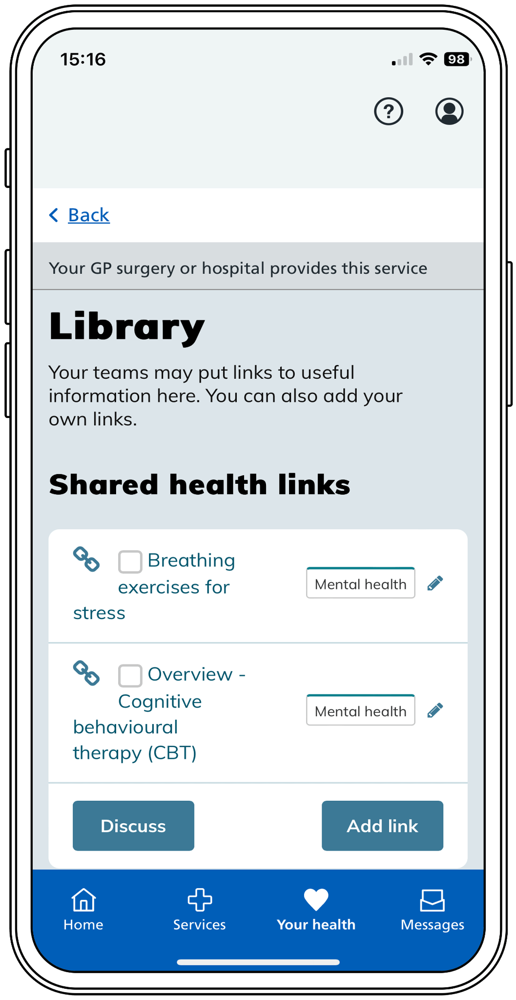 15:16
98
?
Back
Your GP surgery or hospital provides this service
Library
Your teams may put links to useful
information here. You can also add your
own links.
Shared health links
Breathing
exercises for
stress
Mental health
Overview -
Cognitive
behavioural
therapy (CBT)
Mental health
Discuss
Add link
Home
Services
Your health
Messages